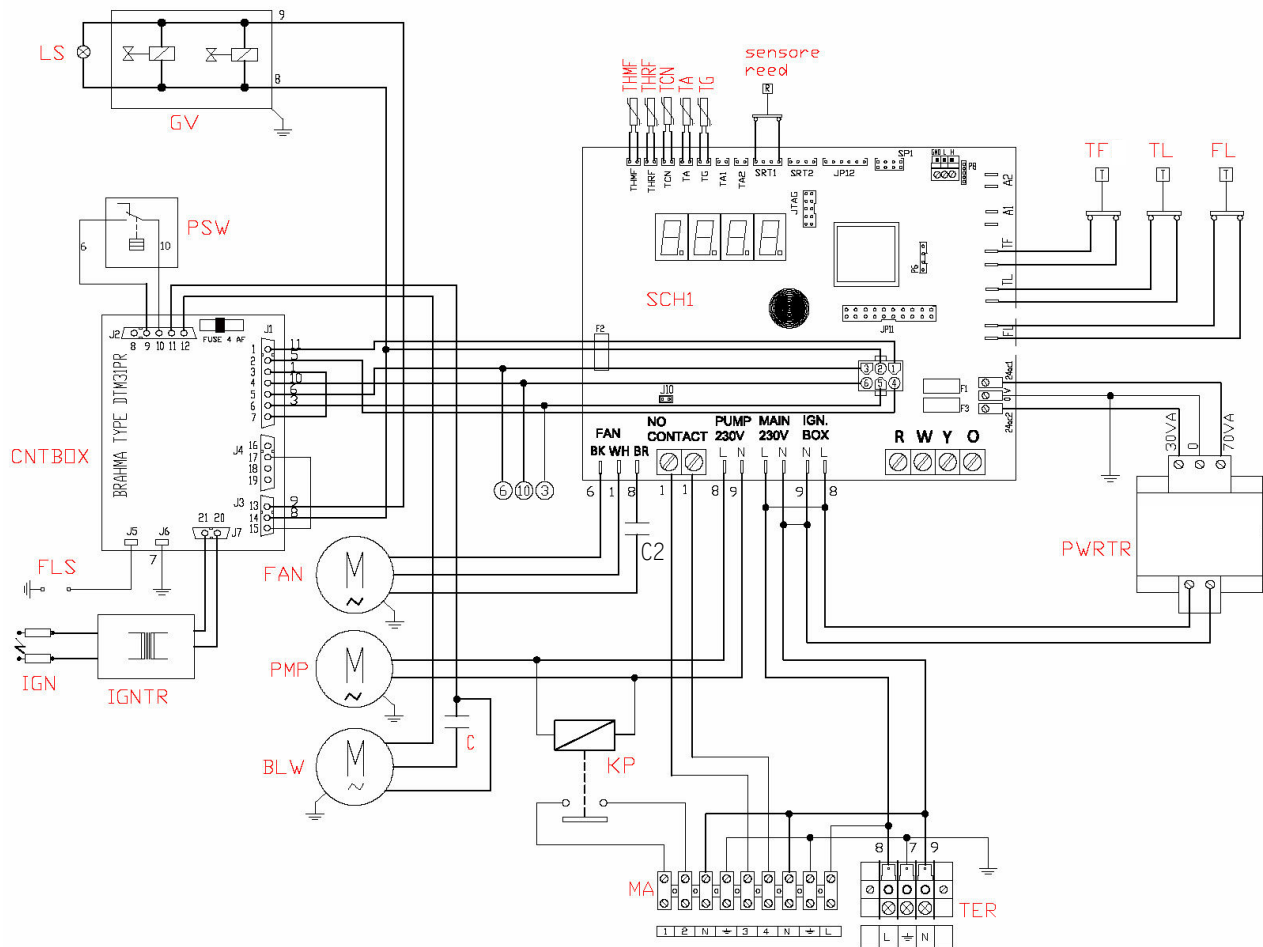 9
LS
8
GV
sensore
reed
THMF
THRF
TCN
TA
TG
R
THMF
THRF
TCN
TA
TG
TA1
TA2
SRT1
SRT2
JP12
SP1
GND L H
P8
A2
A1
TF
TL
FL
JTAG
P6
SCH1
JP11
F2
TF TL FL
T T T
PSW
6 10
J2
8 9 10 11 12
FUSE 4 AF
J1
1 11
2 5
3 1
4 10
5 6
6 3
7
BRAHMA TYPE DTM31PR
CNTBOX
J4
16
17
18
19
J3
13 9
14 8
15
21 20 J7
J5 J6
7
FLS
IGN
IGNTR
3 2 1
6 5 4
J10
F1
F3
24ac1
0V
24ac2
NO CONTACT
PUMP 230V
MAIN 230V
IGN. BOX
FAN
BK WH BR
L N L N N L
R W Y O
6 1 8 1 1 8 9 9 8
6 10 3
C2
30VA
0
70VA
PWRTR
FAN
M
PMP
M
BLW
M
C
KP
MA
8 7 9
TER
1 2 N 3 4 N L
L N